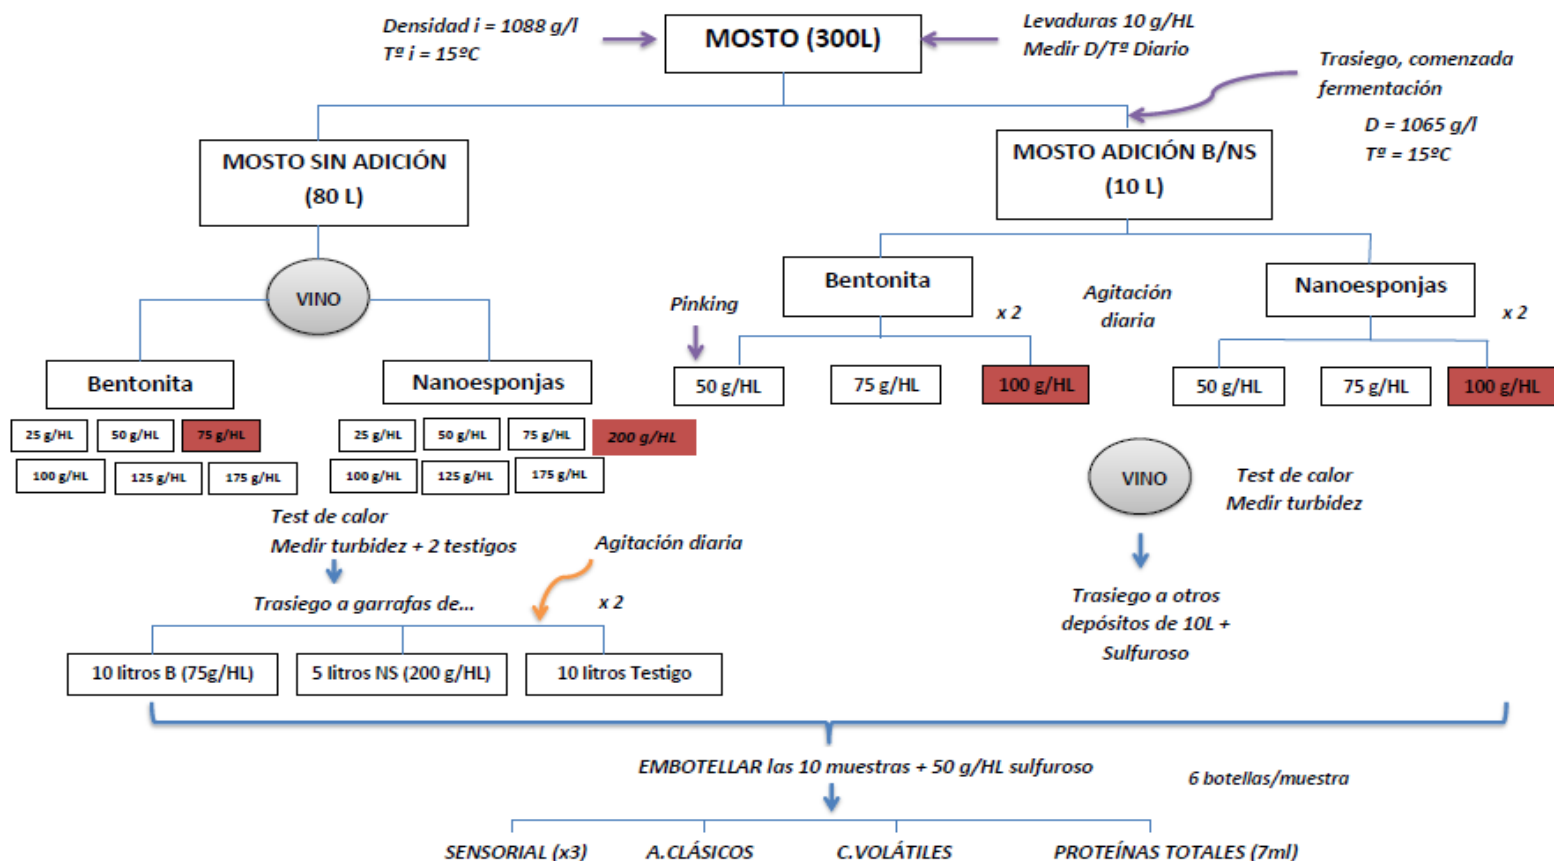 Densidad i = 1088 g/l
Tª i = 15ºC
MOSTO (300L)
Levaduras 10 g/HL
Medir D/Tª Diario
Trasiego, comenzada
fermentación
D = 1065 g/l
Tª = 15ºC
MOSTO SIN ADICIÓN
(80 L)
MOSTO ADICIÓN B/NS
(10 L)
VINO
Bentonita
Nanoesponjas
25 g/HL
50 g/HL
75 g/HL
100 g/HL
125 g/HL
175 g/HL
25 g/HL
50 g/HL
75 g/HL
200 g/HL
100 g/HL
125 g/HL
175 g/HL
Test de calor
Medir turbidez + 2 testigos
Agitación diaria
Trasiego a garrafas de...
x 2
10 litros B (75g/HL)
5 litros NS (200 g/HL)
10 litros Testigo
Pinking
Bentonita
x 2
Agitación
diaria
Nanoesponjas
x 2
50 g/HL
75 g/HL
100 g/HL
50 g/HL
75 g/HL
100 g/HL
VINO
Test de calor
Medir turbidez
Trasiego a otros
depósitos de 10L +
Sulfuroso
EMBOTELLAR las 10 muestras + 50 g/HL sulfuroso
6 botellas/muestra
SENSORIAL (x3)
A.CLÁSICOS
C.VOLÁTILES
PROTEÍNAS TOTALES (7ml)